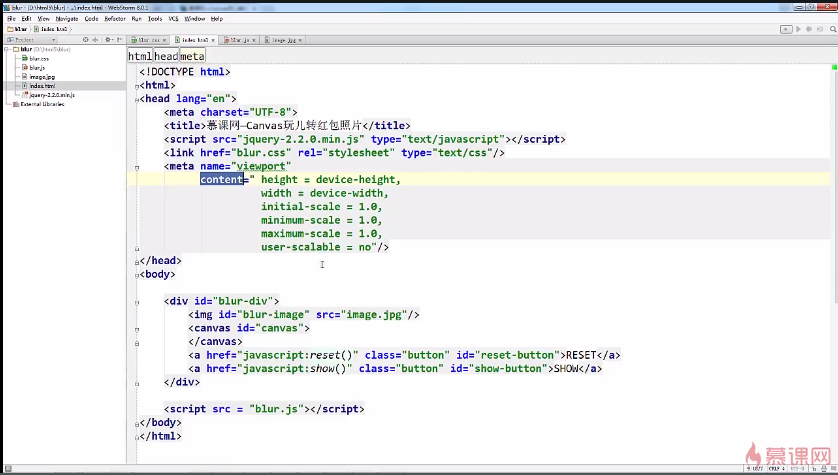 blur - [D:\html5\blur] - ...\index.html - WebStorm 8.0.1
File Edit View Navigate Code Refactor Run Tools VCS Window Help
blur index.html
Project
blur.css index.html blur.js image.jpg
blur (D:\html5\blur)
blur.css
blur.js
image.jpg
index.html
jquery-2.2.0.min.js
External Libraries
html head meta
<!DOCTYPE html>
<html>
<head lang="en">
<meta charset="UTF-8">
<title>慕课网—Canvas玩儿转红包照片</title>
<script src="jquery-2.2.0.min.js" type="text/javascript"></script>
<link href="blur.css" rel="stylesheet" type="text/css"/>
<meta name="viewport"
content=" height = device-height,
width = device-width,
initial-scale = 1.0,
minimum-scale = 1.0,
maximum-scale = 1.0,
user-scalable = no"/>
</head>
<body>
<div id="blur-div">
<img id="blur-image" src="image.jpg"/>
<canvas id="canvas">
</canvas>
<a href="javascript:reset()" class="button" id="reset-button">RESET</a>
<a href="javascript:show()" class="button" id="show-button">SHOW</a>
</div>
<script src = "blur.js"></script>
</body>
</html>
慕课网